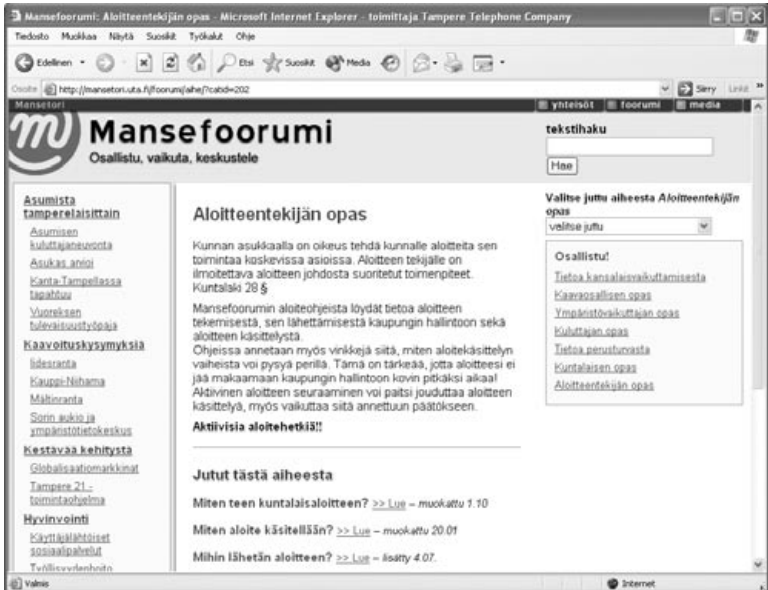 Mansefoorumi: Aloitteentekijän opas - Microsoft Internet Explorer - toimittaja Tampere Telephone Company
Tiedosto Muokkaa Näytä Suosikit Työkalut Ohje
Edellinen Etsi Suosikit Media
Osoite http://mansetori.uta.fi/foorumi/aihe/?cabid=202 Siirry Linkit
Mansetori yhteisöt foorumi media
Mansefoorumi
Osallistu, vaikuta, keskustele
tekstihaku
Hae
Valitse juttu aiheesta Aloitteentekijän
opas
valitse juttu
Asumista
tamperelaisittain
Asumisen
kuluttajaneuvonta
Asukas arvioi
Kanta-Tampellassa
tapahtuu
Vuoreksen
tulevaisuustyöpaja
Kaavoituskysymyksiä
Iidesranta
Kauppi-Niihama
Mältinranta
Sorin aukio ja
ympäristötietokeskus
Kestävää kehitystä
Globalisaatiomarkkinat
Tampere 21 -
toimintaohjelma
Hyvinvointi
Käyttäjälähtöiset
sosiaalipalvelut
Työllisyydenhoito
Aloitteentekijän opas
Kunnan asukkaalla on oikeus tehdä kunnalle aloitteita sen
toimintaa koskevissa asioissa. Aloitteen tekijälle on
ilmoitettava aloitteen johdosta suoritetut toimenpiteet.
Kuntalaki 28 §
Mansefoorumin aloiteohjeista löydät tietoa aloitteen
tekemisestä, sen lähettämisestä kaupungin hallintoon sekä
aloitteen käsittelystä.
Ohjeissa annetaan myös vinkkejä siitä, miten aloitekäsittelyn
vaiheista voi pysyä perillä. Tämä on tärkeää, jotta aloitteesi ei
jää makaamaan kaupungin hallintoon kovin pitkäksi aikaa!
Aktiivinen aloitteen seuraaminen voi paitsi jouduttaa aloitteen
käsittelyä, myös vaikuttaa siitä annettuun päätökseen.
Aktiivisia aloitehetkiä!!
Jutut tästä aiheesta
Miten teen kuntalaisaloitteen? >> Lue – muokattu 1.10
Miten aloite käsitellään? >> Lue – muokattu 20.01
Mihin lähetän aloitteen? >> Lue – lisätty 4.07.
Osallistu!
Tietoa kansalaisvaikuttamisesta
Kaavaosallisen opas
Ympäristövaikuttajan opas
Kuluttajan opas
Tietoa perusturvasta
Kuntalaisen opas
Aloitteentekijän opas
Valmis Internet